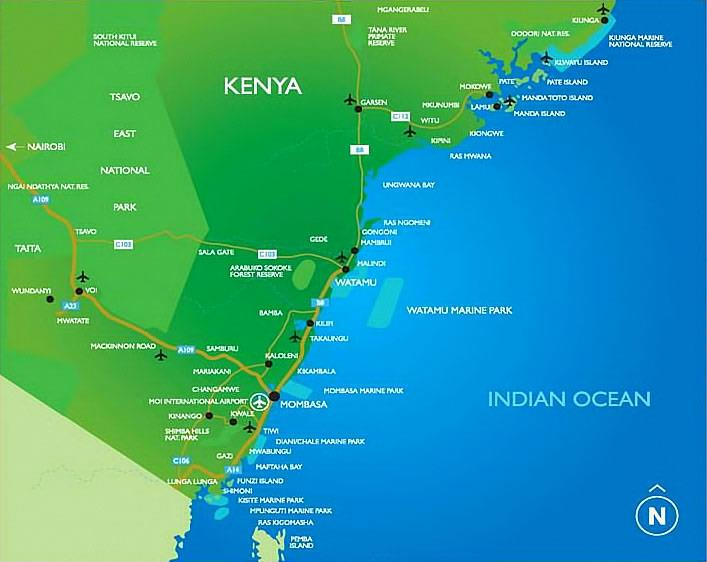 MGANGERABELI
KIUNGA
B8
TANA RIVER
PRIMATE
RESERVE
DODORI NAT. RES.
KIUNGA MARINE
NATIONAL RESERVE
SOUTH KITUI
NATIONAL RESERVE
KLWAYU ISLAND
KENYA
PATE
PATE ISLAND
MOKOWE
TSAVO
GARSEN
MKUNUMBI
LAMU
MANDA TOTO ISLAND
MANDA ISLAND
C112
WITU
EAST
KIPINI
KIONGWE
NAIROBI
B8
RAS MWANA
NATIONAL
NGAI NDATHYA NAT. RES.
UNGWANA BAY
A109
PARK
RAS NGOMENI
TSAVO
GONGONI
GEDE
MAMBRUI
TAITA
C103
SALA GATE
C103
MALINDI
ARABUKO SOKOKE
FOREST RESERVE
WATAMU
WUNDANYI
VOI
A23
B8
WATAMU MARINE PARK
MWATATE
BAMBA
KILIFI
TAKAUNGU
MACKINNON ROAD
A109
SAMBURU
KALOLENI
MARIAKANI
KIKAMBALA
CHANGAMWE
MOMBASA MARINE PARK
MOI INTERNATIONAL AIRPORT
MOMBASA
INDIAN OCEAN
KINANGO
KWALE
SHIMBA HILLS
NAT. PARK
TIWI
DIANI/CHALE MARINE PARK
MWABUNGU
GAZI
C106
A14
MAFTAHA BAY
LUNGA LUNGA
FUNZI ISLAND
SHIMONI
KISITE MARINE PARK
MPUNGUTI MARINE PARK
RAS KIGOMASHA
N
PEMBA
ISLAND